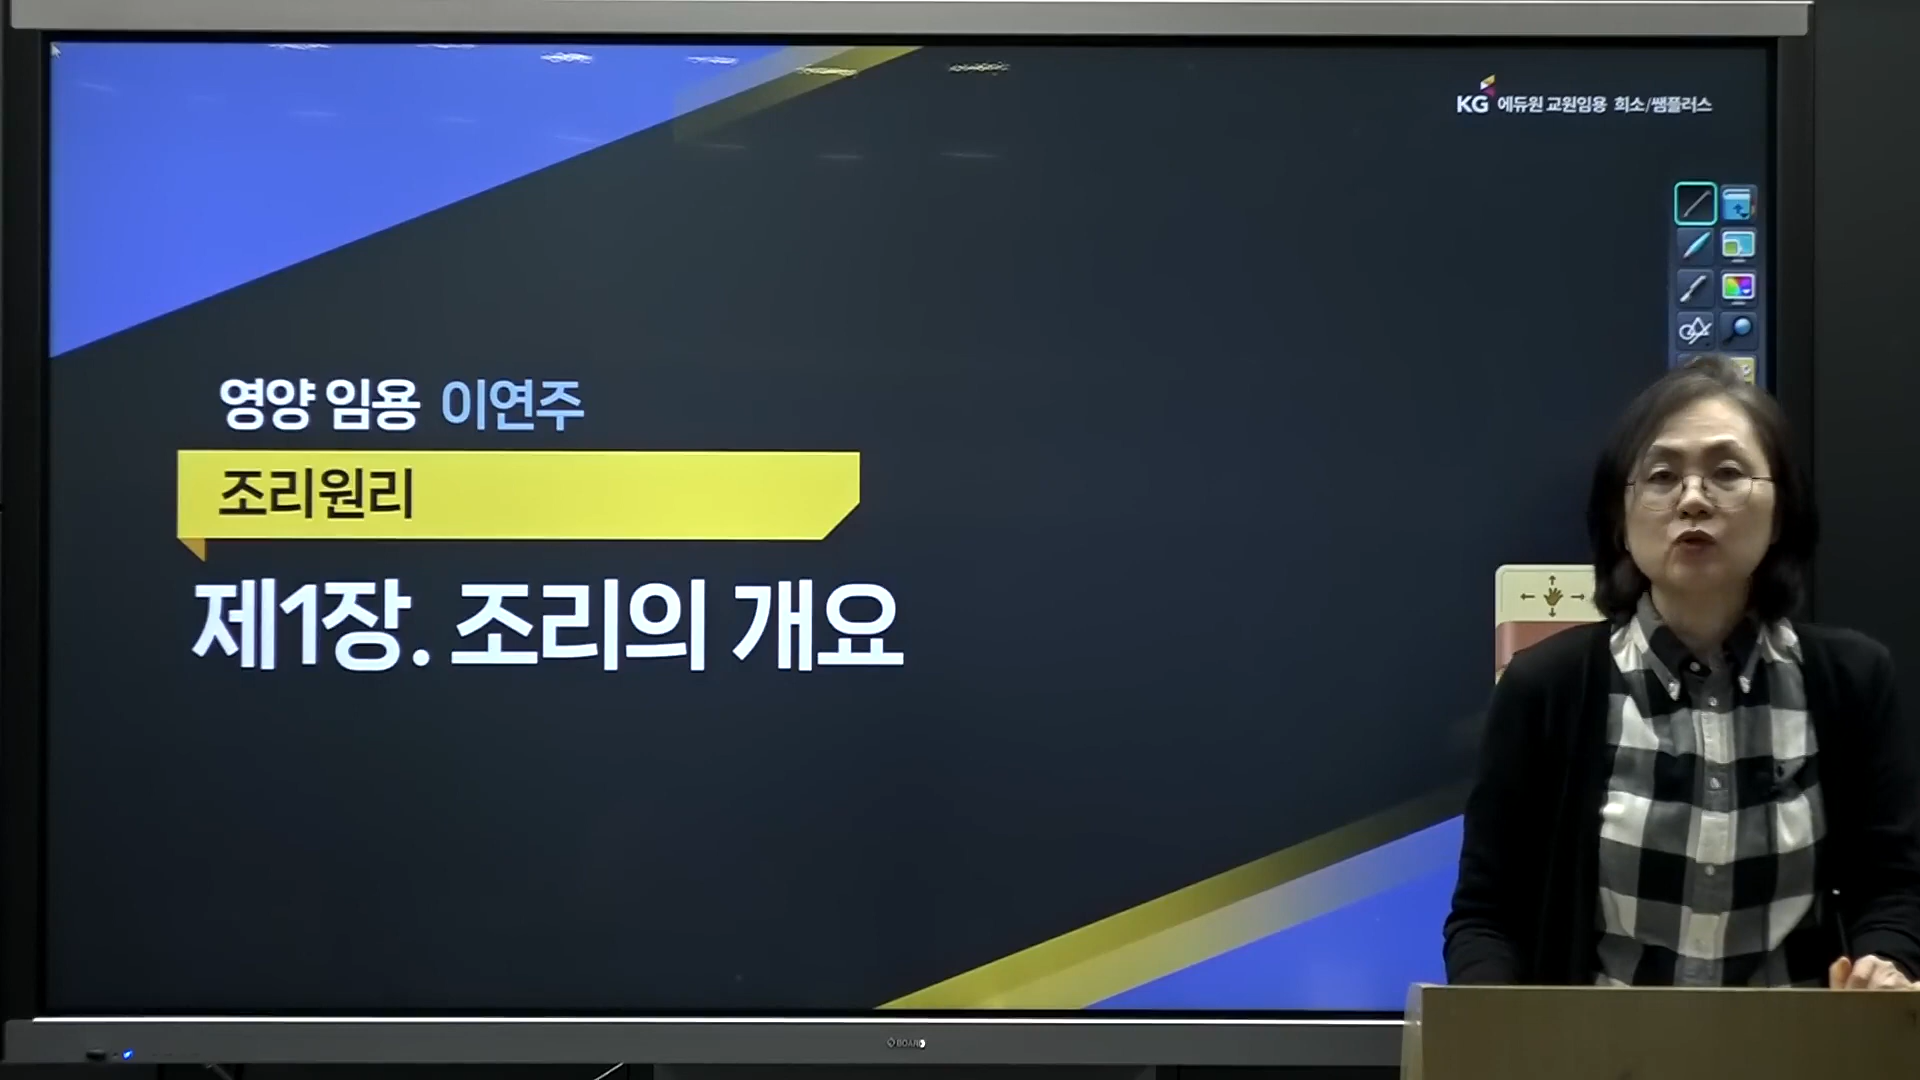 KG 에듀원 교원임용 희소/쌤플러스
영양 임용 이연주
조리원리
제1장. 조리의 개요
BOARD